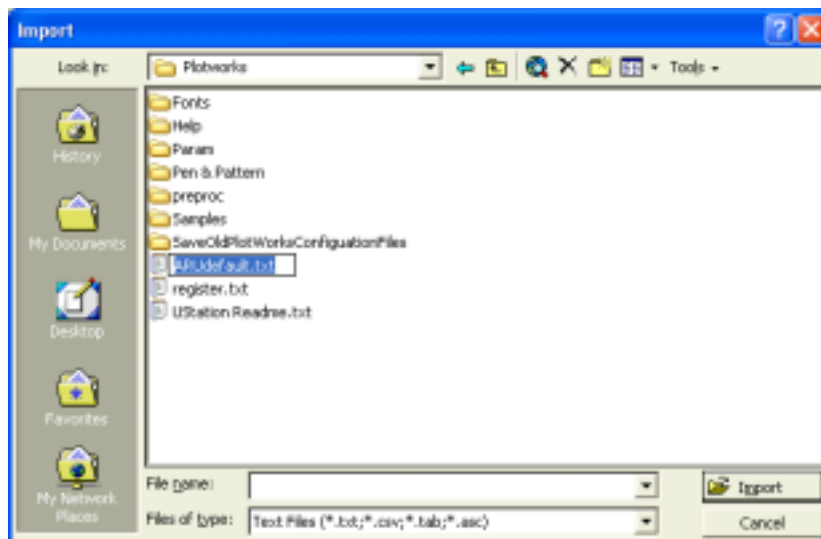 Import
Look in: Plotworks Tools
History
My Documents
Desktop
Favorites
My Network
Places
Fonts
Help
Param
Pen & Pattern
preproc
Samples
SaveOldPlotWorksConfiguationFiles
ARUdefault.txt
register.txt
UStation Readme.txt
File name: Import
Files of type: Text Files (*.txt;*.csv;*.tab;*.asc) Cancel